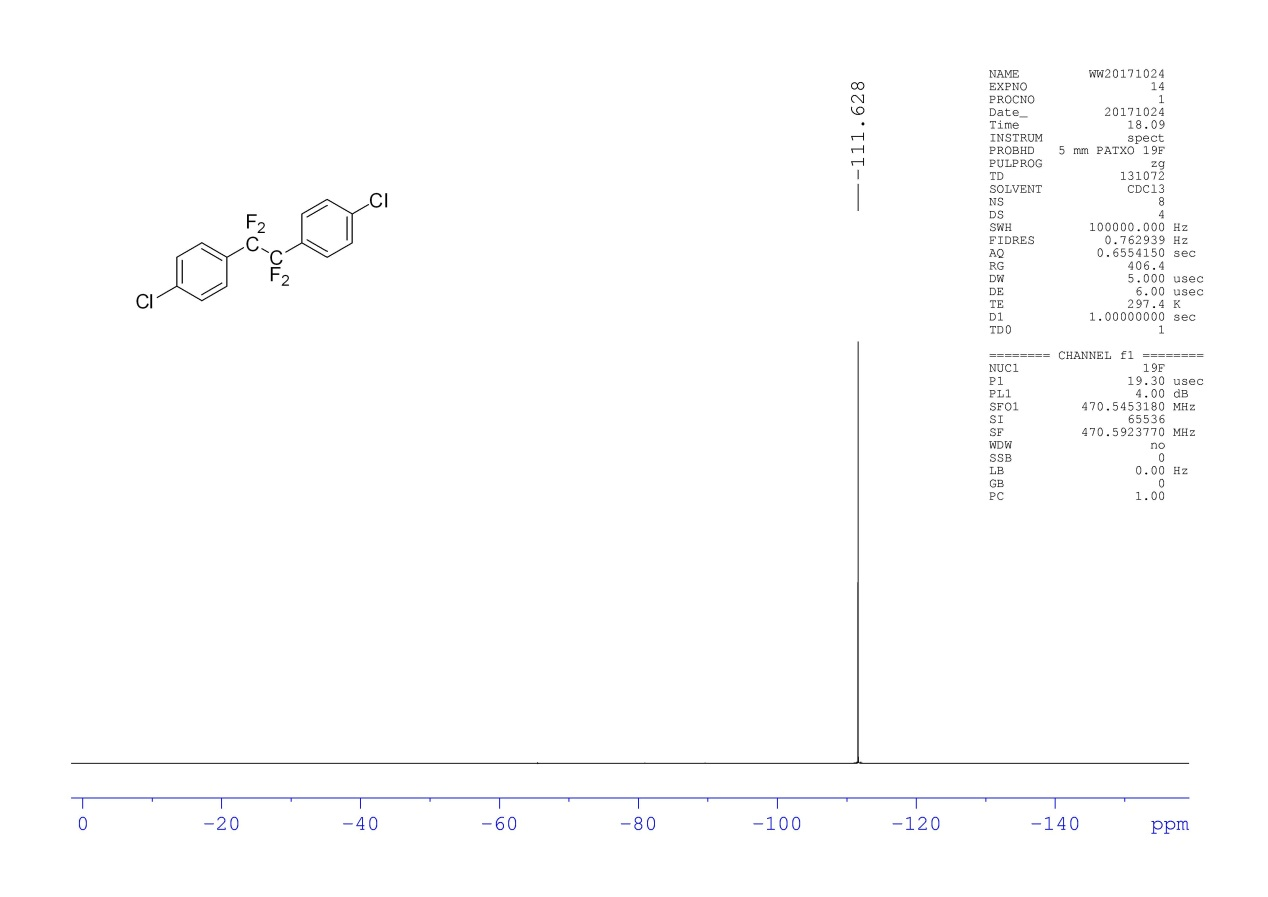 -111.628
Cl
F2
C
C
F2
Cl
NAME WW20171024
EXPNO 14
PROCNO 1
Date_ 20171024
Time 18.09
INSTRUM spect
PROBHD 5 mm PATXO 19F
PULPROG zg
TD 131072
SOLVENT CDCl3
NS 8
DS 4
SWH 100000.000 Hz
FIDRES 0.762939 Hz
AQ 0.6554150 sec
RG 406.4
DW 5.000 usec
DE 6.00 usec
TE 297.4 K
D1 1.00000000 sec
TD0 1
======== CHANNEL f1 ========
NUC1 19F
P1 19.30 usec
PL1 4.00 dB
SFO1 470.5453180 MHz
SI 65536
SF 470.5923770 MHz
WDW no
SSB 0
LB 0.00 Hz
GB 0
PC 1.00
0 -20 -40 -60 -80 -100 -120 -140 ppm